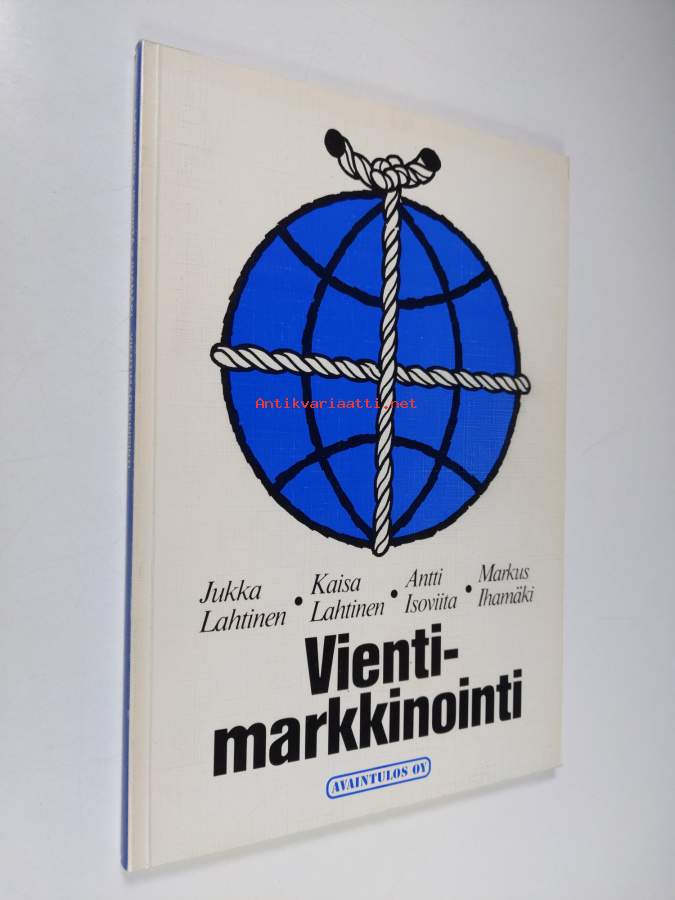 Antikvariaatti.net
Jukka Lahtinen • Kaisa Lahtinen • Antti Isoviita • Markus Ihamäki
Vienti-
markkinointi
AVAINTULOS OY